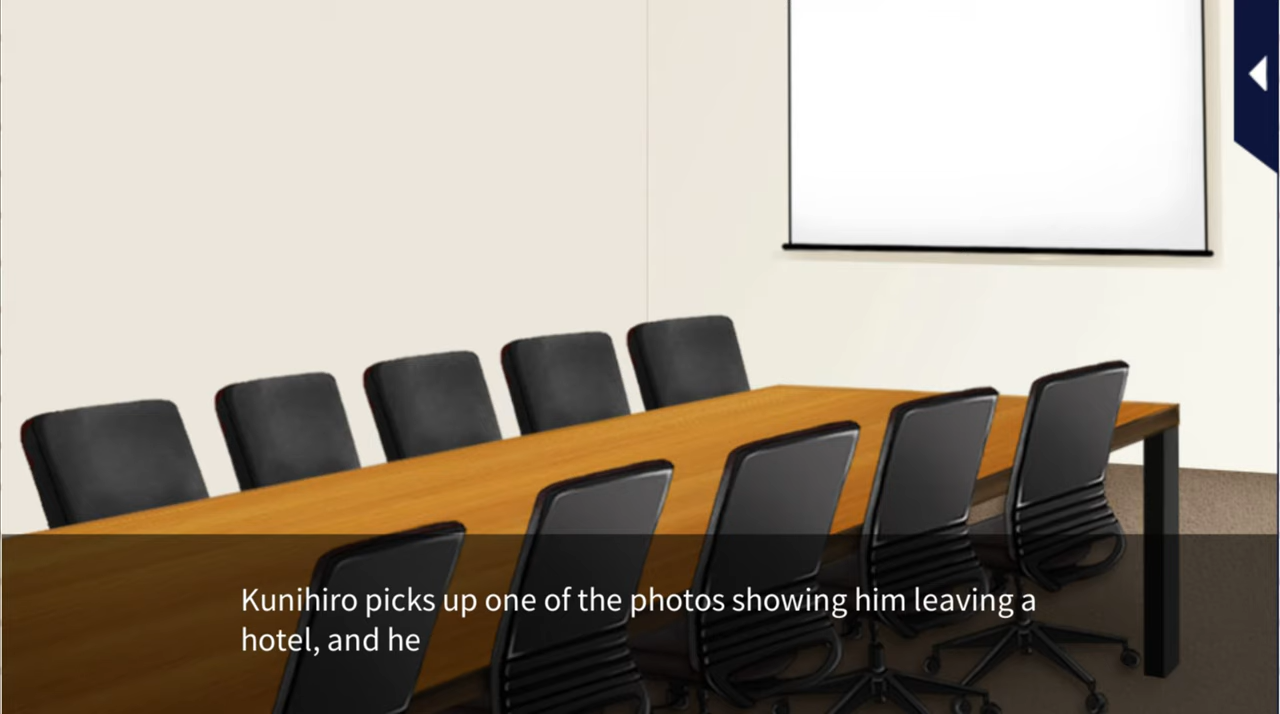 Kunihiro picks up one of the photos showing him leaving a
hotel, and he